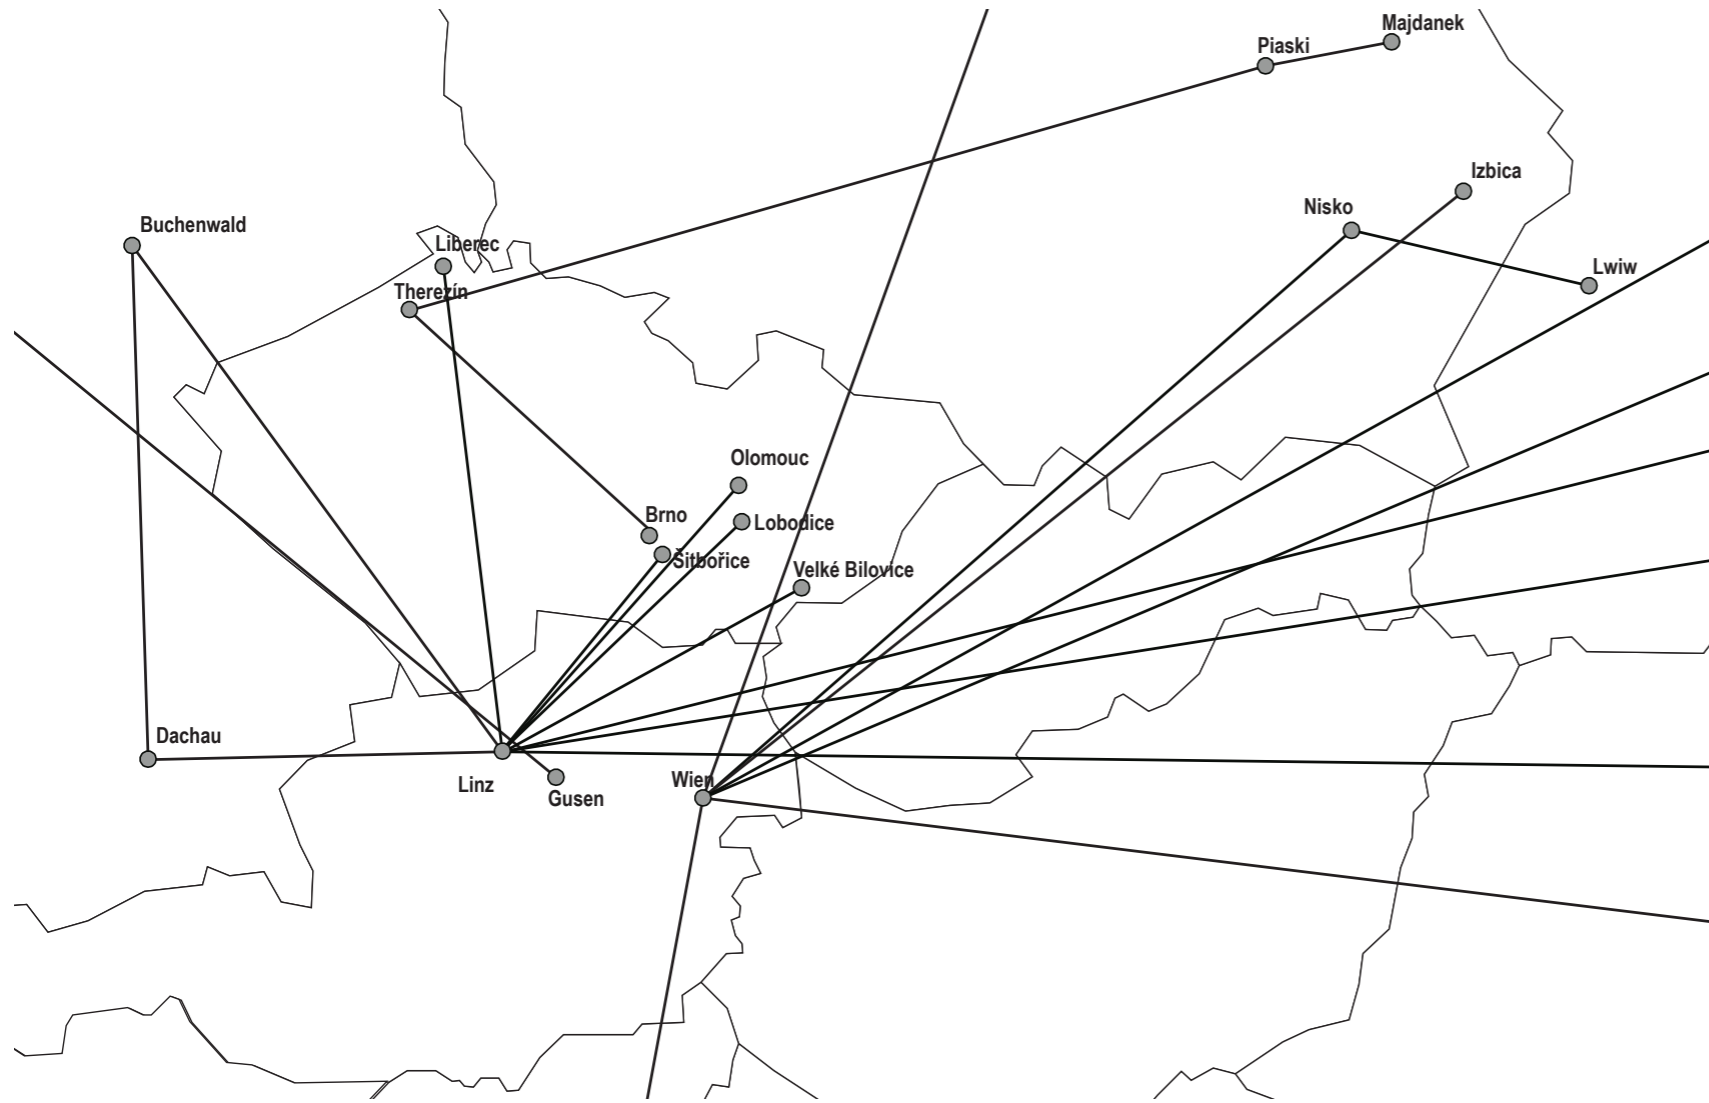 Majdanek
Piaski
Izbica
Nisko
Buchenwald
Liberec
Lwiw
Therezín
Olomouc
Brno
Lobodice
Šitbořice
Velké Bilovice
Dachau
Wien
Linz
Gusen